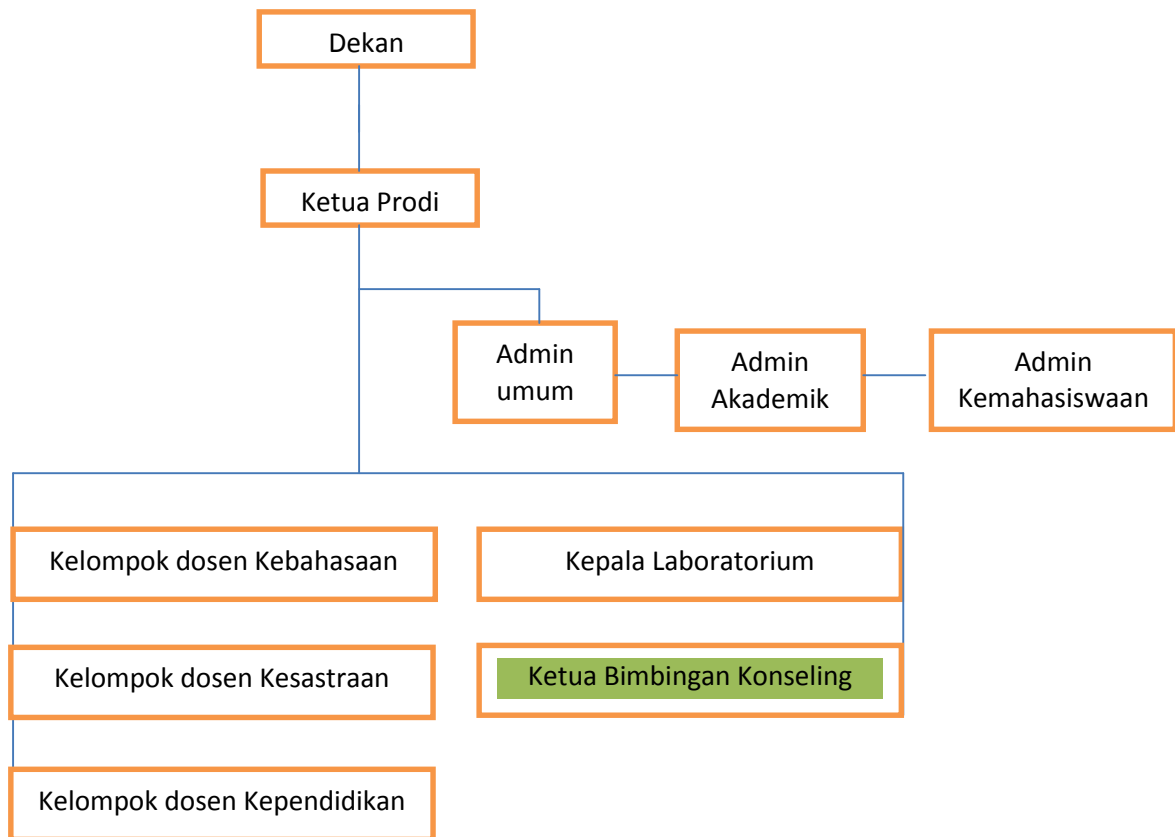 Dekan
Ketua Prodi
Admin
umum
Admin
Akademik
Admin
Kemahasiswaan
Kelompok dosen Kebahasaan
Kepala Laboratorium
Kelompok dosen Kesastraan
Ketua Bimbingan Konseling
Kelompok dosen Kependidikan